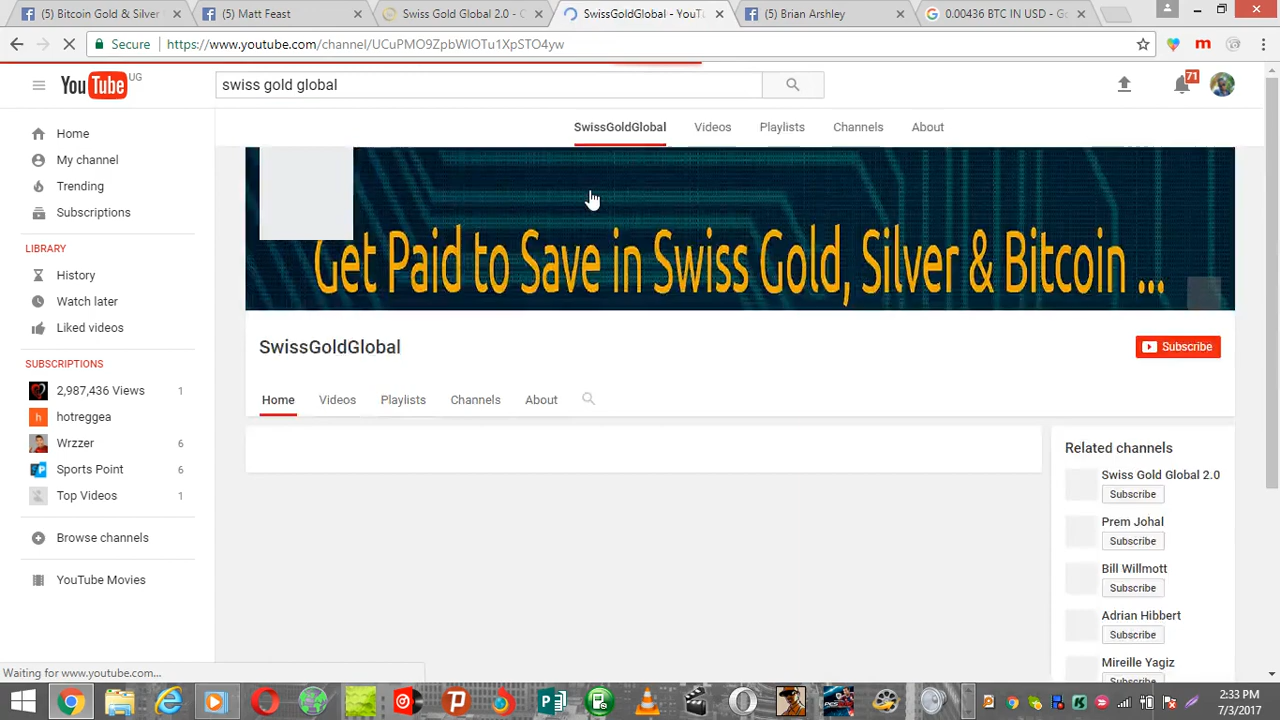 (5) Bitcoin Gold & Silver
(5) Matt Feast
Swiss Gold Global 2.0 - C
SwissGoldGlobal - YouTu
(5) Brian Arshley
0.00436 BTC IN USD - Go
Secure
https://www.youtube.com/channel/UCuPMO9ZpbWIOTu1XpSTO4yw
YouTube UG
swiss gold global
71
SwissGoldGlobal
Videos
Playlists
Channels
About
Home
My channel
Trending
Subscriptions
LIBRARY
History
Watch later
Liked videos
SUBSCRIPTIONS
2,987,436 Views 1
hotreggea
Wrzzer 6
Sports Point 6
Top Videos 1
Browse channels
YouTube Movies
Get Paid to Save in Swiss Gold, Silver & Bitcoin ...
SwissGoldGlobal
Subscribe
Home
Videos
Playlists
Channels
About
Related channels
Swiss Gold Global 2.0
Subscribe
Prem Johal
Subscribe
Bill Willmott
Subscribe
Adrian Hibbert
Subscribe
Mireille Yagiz
Subscribe
Waiting for www.youtube.com...
2:33 PM
7/3/2017